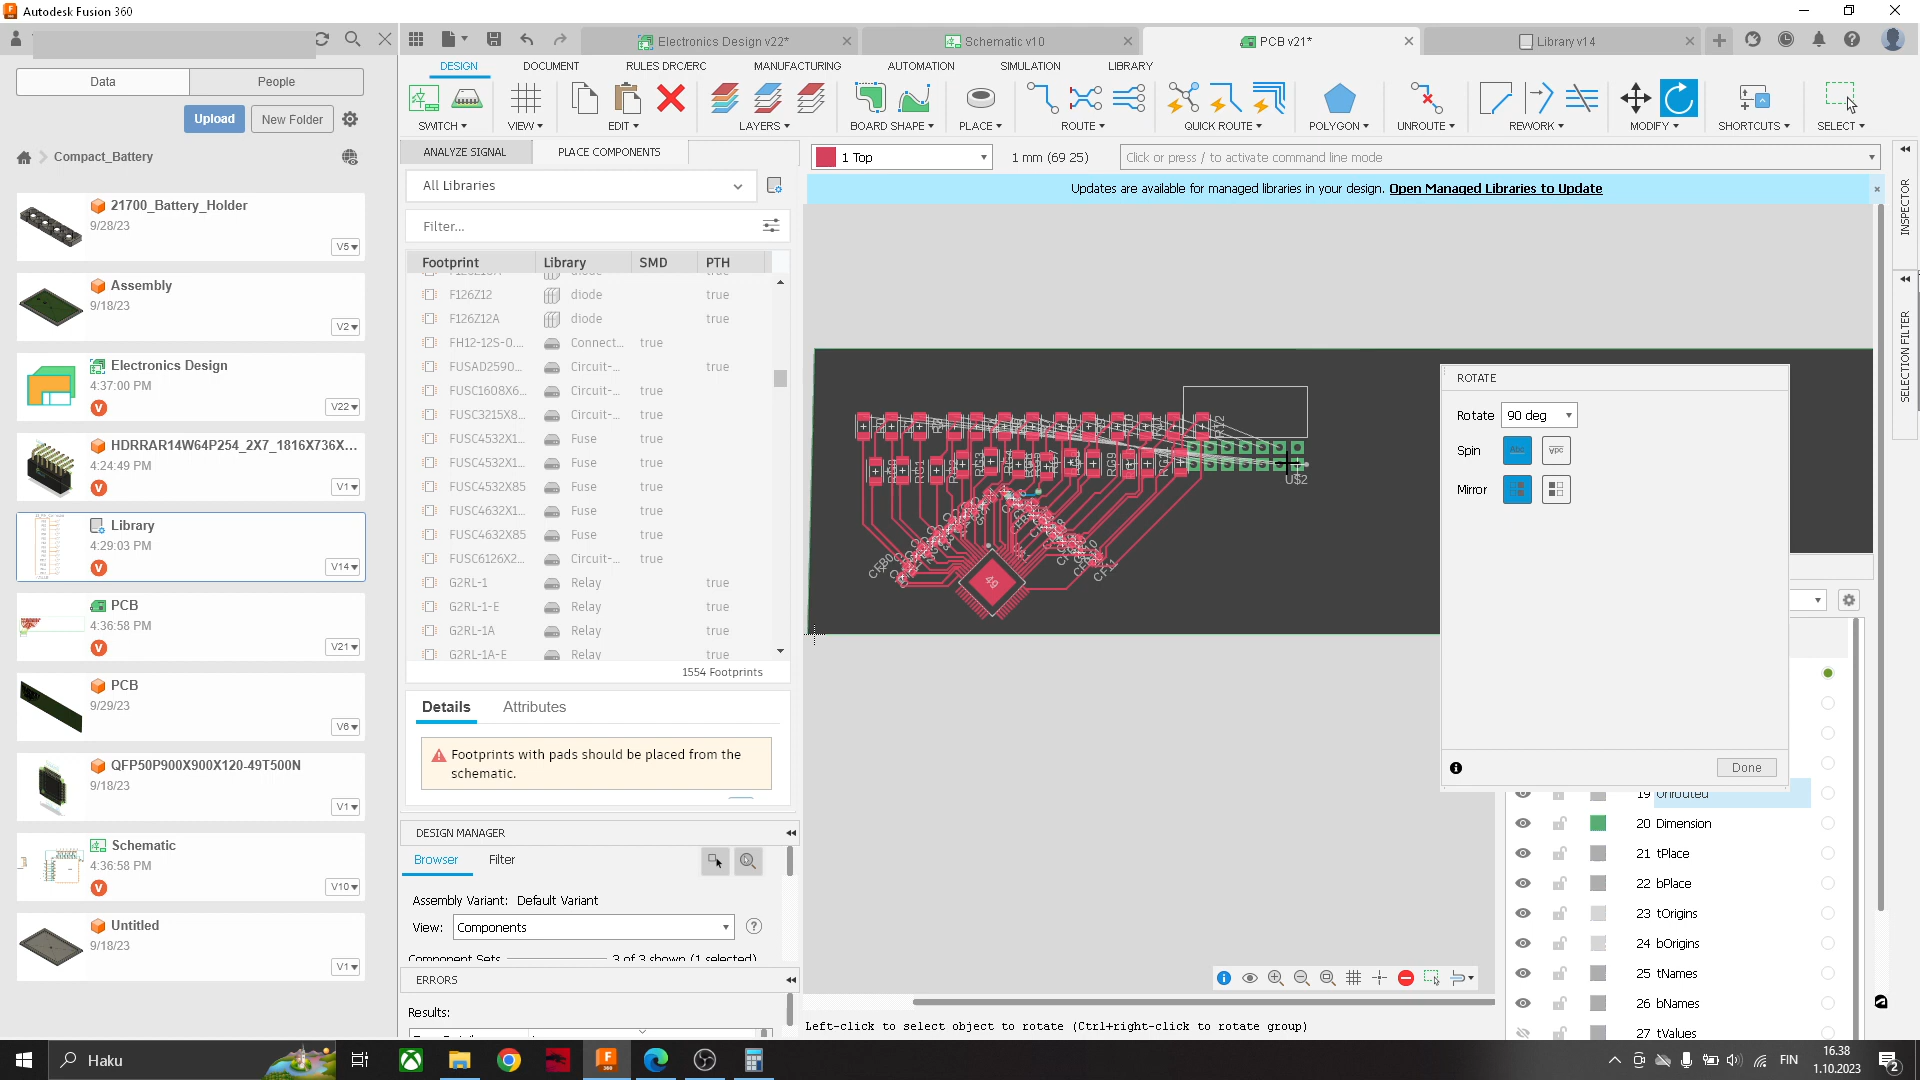 Autodesk Fusion 360
Electronics Design v22*
Schematic v10
PCB v21*
Library v14
Data
People
Upload
New Folder
Compact_Battery
21700_Battery_Holder
9/28/23
V5
Assembly
9/18/23
V2
Electronics Design
4:37:00 PM
V
V22
HDRRAR14W64P254_2X7_1816X736X...
4:24:49 PM
V
V1
Library
4:29:03 PM
V
V14
PCB
4:36:58 PM
V
V21
PCB
9/29/23
V6
QFP50P900X900X120-49T500N
9/18/23
V1
Schematic
4:36:58 PM
V
V10
Untitled
9/18/23
V1
DESIGN
DOCUMENT
RULES DRC/ERC
MANUFACTURING
AUTOMATION
SIMULATION
LIBRARY
SWITCH
VIEW
EDIT
LAYERS
BOARD SHAPE
PLACE
ROUTE
QUICK ROUTE
POLYGON
UNROUTE
REWORK
MODIFY
SHORTCUTS
SELECT
ANALYZE SIGNAL
PLACE COMPONENTS
1 Top
1 mm (69 25)
Click or press / to activate command line mode
Updates are available for managed libraries in your design. Open Managed Libraries to Update
All Libraries
Filter...
Footprint Library SMD PTH
F126Z12 diode true
F126Z12A diode true
FH12-12S-0.... Connect... true
FUSAD2590... Circuit-... true
FUSC1608X6... Circuit-... true
FUSC3215X8... Circuit-... true
FUSC4532X1... Fuse true
FUSC4532X1... Fuse true
FUSC4532X85 Fuse true
FUSC4632X1... Fuse true
FUSC4632X85 Fuse true
FUSC6126X2... Circuit-... true
G2RL-1 Relay true
G2RL-1-E Relay true
G2RL-1A Relay true
G2RL-1A-E Relay true
1554 Footprints
Details
Attributes
Footprints with pads should be placed from the
schematic.
DESIGN MANAGER
Browser
Filter
Assembly Variant: Default Variant
View: Components
Component Sets 3 of 3 shown (1 selected)
ERRORS
Results:
U$2
49
ROTATE
Rotate 90 deg
Spin
Mirror
Done
19 Unrouted
20 Dimension
21 tPlace
22 bPlace
23 tOrigins
24 bOrigins
25 tNames
26 bNames
27 tValues
INSPECTOR
SELECTION FILTER
Left-click to select object to rotate (Ctrl+right-click to rotate group)
Haku
FIN
16.38
1.10.2023
2